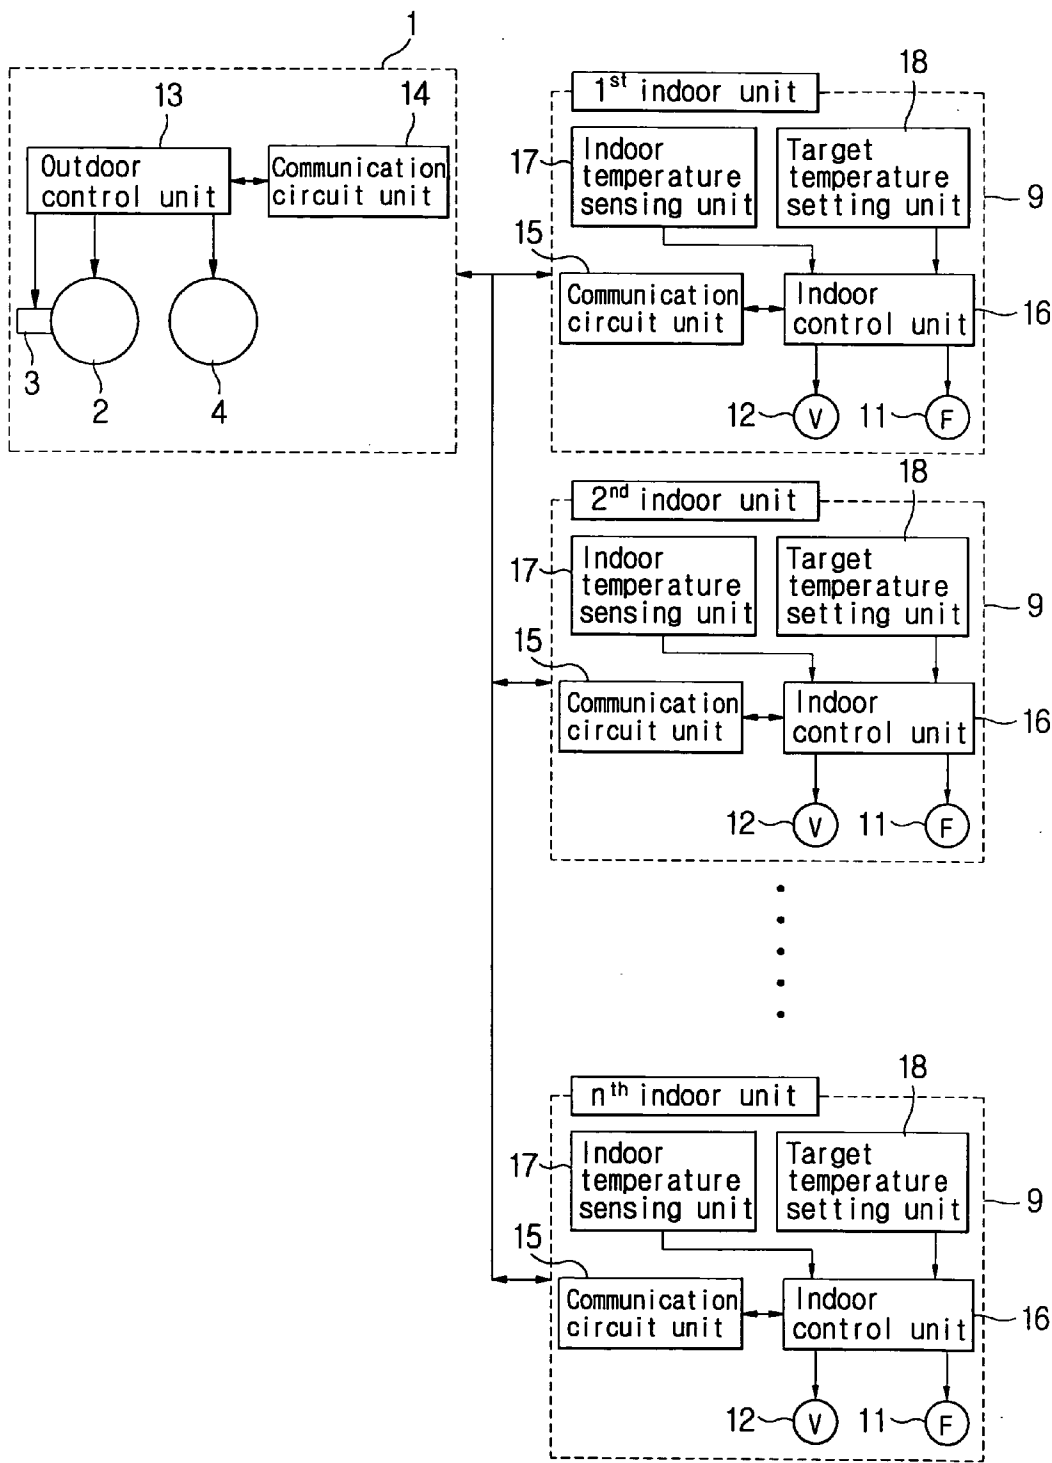 1
13
14
Outdoor
control unit
Communication
circuit unit
3
2
4
1st indoor unit
18
17
Indoor
temperature
sensing unit
Target
temperature
setting unit
9
15
Communication
circuit unit
Indoor
control unit
16
12
V
11
F
2nd indoor unit
18
17
Indoor
temperature
sensing unit
Target
temperature
setting unit
9
15
Communication
circuit unit
Indoor
control unit
16
12
V
11
F
nth indoor unit
18
17
Indoor
temperature
sensing unit
Target
temperature
setting unit
9
15
Communication
circuit unit
Indoor
control unit
16
12
V
11
F